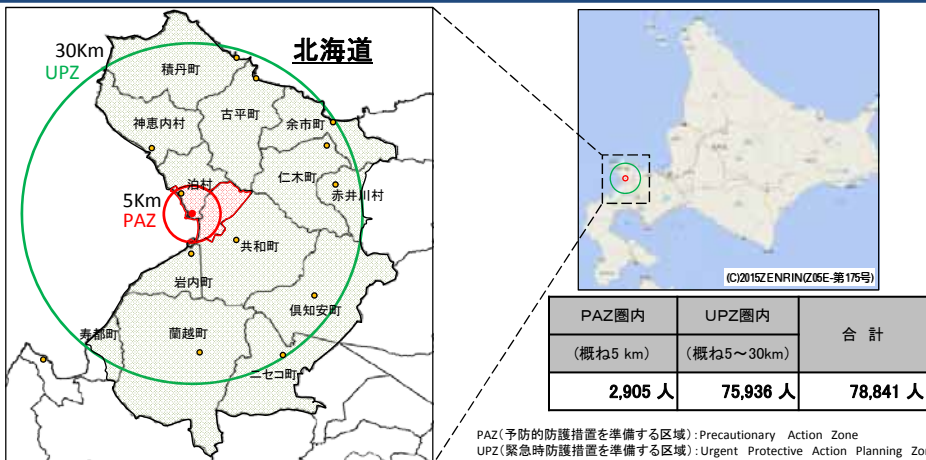 30Km
UPZ
北海道
積丹町
古平町
神恵内村
余市町
仁木町
赤井川村
泊村
5Km
PAZ
共和町
岩内町
倶知安町
寿都町
蘭越町
ニセコ町
(C)2015ZENRIN(Z05E-第175号)
PAZ圏内 UPZ圏内 合 計
(概ね5 km) (概ね5~30km)
2,905 人 75,936 人 78,841 人
PAZ(予防的防護措置を準備する区域):Precautionary Action Zone
UPZ(緊急時防護措置を準備する区域):Urgent Protective Action Planning Zon